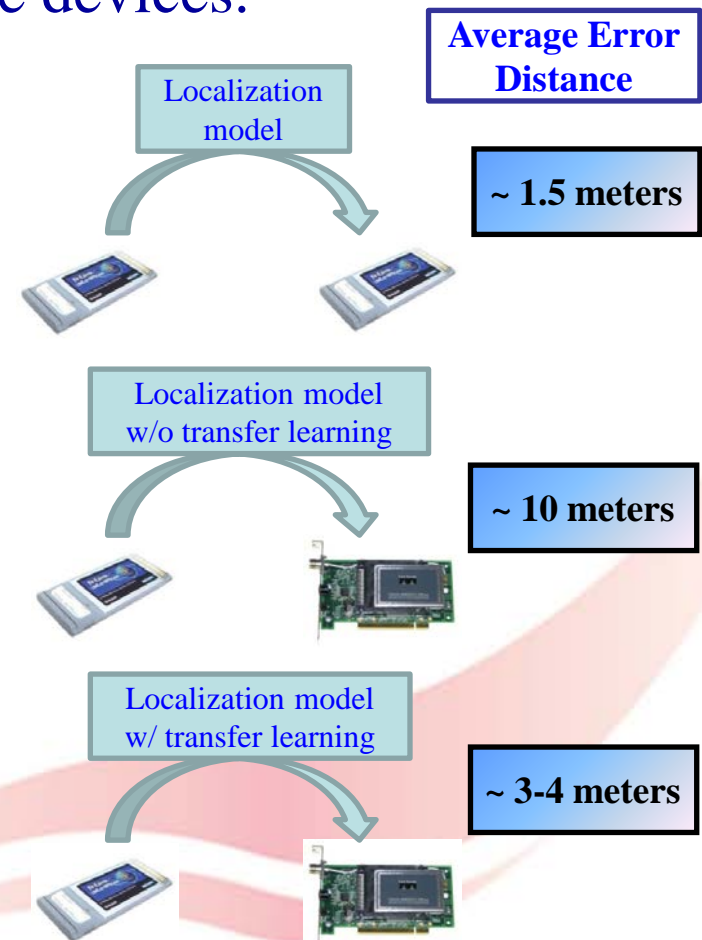 devices.
Average Error
Distance
Localization
model
~ 1.5 meters
Localization model
w/o transfer learning
~ 10 meters
Localization model
w/ transfer learning
~ 3-4 meters